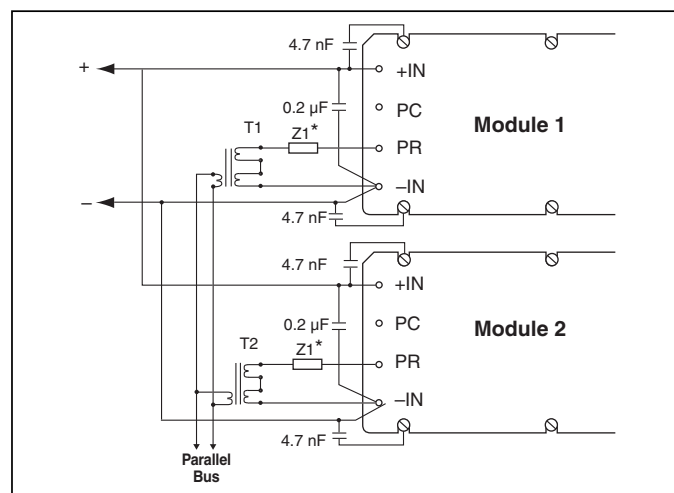 4.7 nF
+
+IN
0.2 µF
PC
Module 1
T1
Z1*
PR
–IN
–
4.7 nF
4.7 nF
+IN
0.2 µF
PC
Module 2
T2
Z1*
PR
–IN
4.7 nF
Parallel
Bus